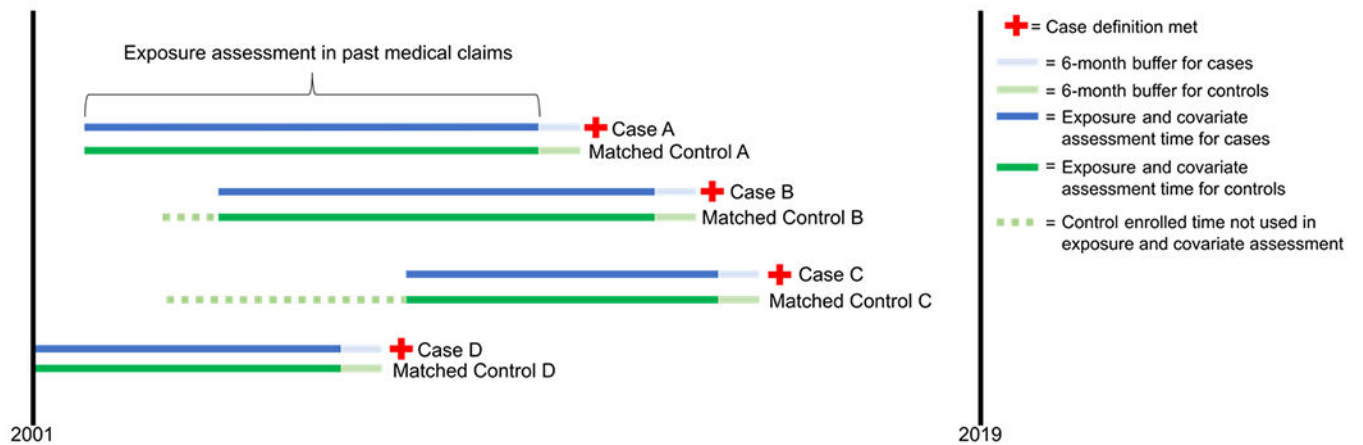 Exposure assessment in past medical claims
Case A
Matched Control A
Case B
Matched Control B
Case C
Matched Control C
Case D
Matched Control D
2001
2019
= Case definition met
= 6-month buffer for cases
= 6-month buffer for controls
= Exposure and covariate
assessment time for cases
= Exposure and covariate
assessment time for controls
= Control enrolled time not used in
exposure and covariate assessment